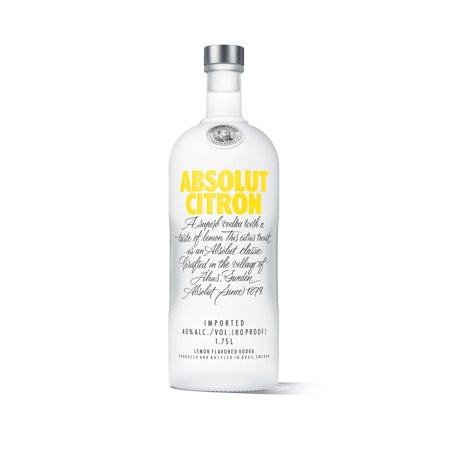 ABSOLUT
CITRON
A superb vodka with a
taste of lemon. This citrus twist
is an Absolut classic
Crafted in the village of
Åhus, Sweden
Absolut Since 1879.
IMPORTED
40% ALC./VOL. (80 PROOF)
1.75 L
LEMON FLAVORED VODKA
PRODUCED AND BOTTLED IN ÅHUS, SWEDEN